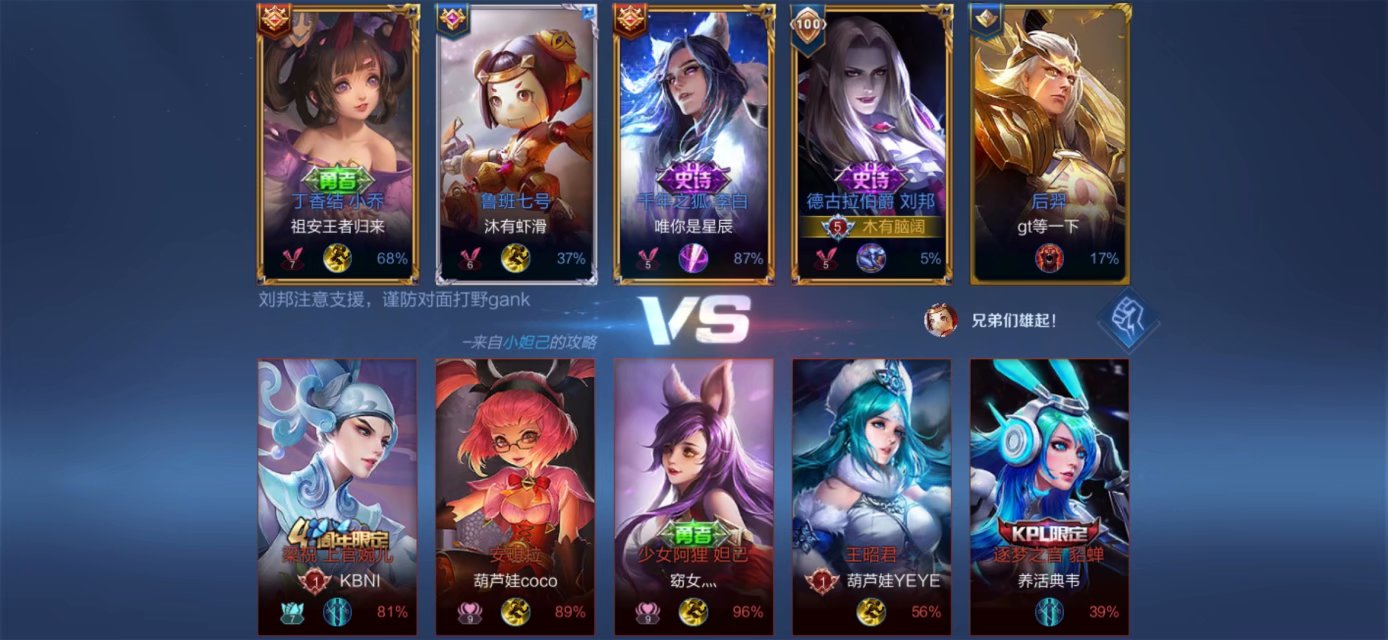 100
勇者
史诗
史诗
丁香结 小乔
鲁班七号
千年之狐 李白
德古拉伯爵 刘邦
后羿
祖安王者归来
沐有虾滑
唯你是星辰
5 木有脑阔
gt等一下
7 68%
6 37%
5 87%
5 5%
17%
刘邦注意支援，谨防对面打野gank
—来自小妲己的攻略
VS
兄弟们雄起!
4周年限定
勇者
KPL限定
梁祝 上官婉儿
安琪拉
少女阿狸 妲己
王昭君
逐梦之音 貂蝉
1 KBNI
葫芦娃coco
窈女灬
1 葫芦娃YEYE
养活典韦
7 81%
9 89%
9 96%
56%
39%